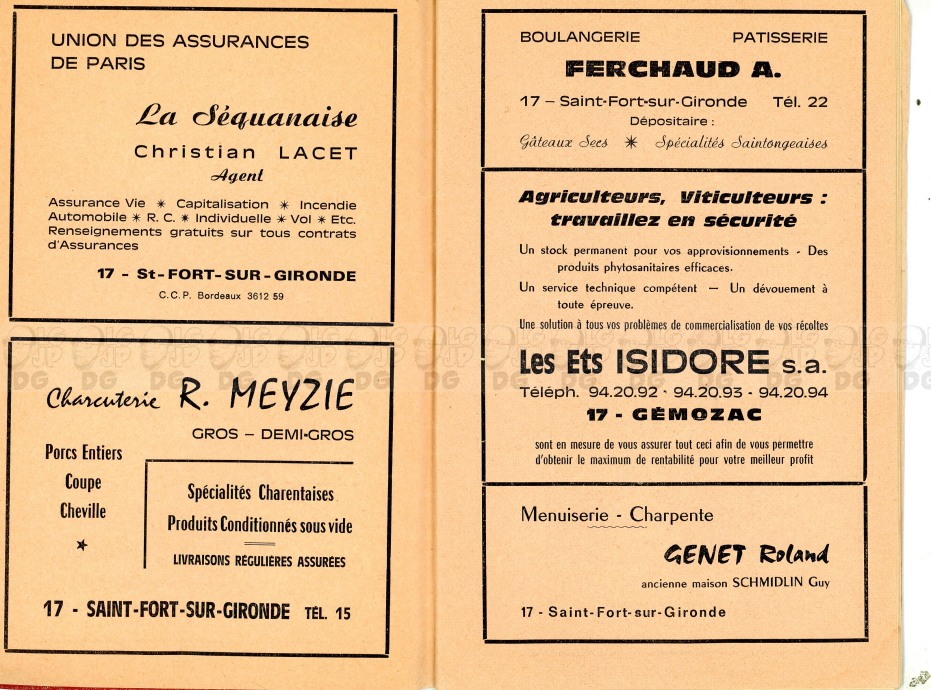 UNION DES ASSURANCES
DE PARIS
La Séquanaise
Christian LACET
Agent
Assurance Vie ✴ Capitalisation ✴ Incendie
Automobile ✴ R. C. ✴ Individuelle ✴ Vol ✴ Etc.
Renseignements gratuits sur tous contrats
d'Assurances
17 - St-FORT-SUR-GIRONDE
C.C.P. Bordeaux 3612 59
Charcuterie R. MEYZIE
GROS – DEMI-GROS
Porcs Entiers
Coupe
Cheville
Spécialités Charentaises
Produits Conditionnés sous vide
LIVRAISONS RÉGULIÈRES ASSURÉES
17 - SAINT-FORT-SUR-GIRONDE TÉL. 15
BOULANGERIE PATISSERIE
FERCHAUD A.
17 – Saint-Fort-sur-Gironde Tél. 22
Dépositaire :
Gâteaux Secs ✴ Spécialités Saintongeaises
Agriculteurs, Viticulteurs :
travaillez en sécurité
Un stock permanent pour vos approvisionnements - Des
produits phytosanitaires efficaces.
Un service technique compétent — Un dévouement à
toute épreuve.
Une solution à tous vos problèmes de commercialisation de vos récoltes
Les Ets ISIDORE s.a.
Téléph. 94.20.92 - 94.20.93 - 94.20.94
17 - GÉMOZAC
sont en mesure de vous assurer tout ceci afin de vous permettre
d'obtenir le maximum de rentabilité pour votre meilleur profit
Menuiserie - Charpente
GENET Roland
ancienne maison SCHMIDLIN Guy
17 - Saint-Fort-sur-Gironde